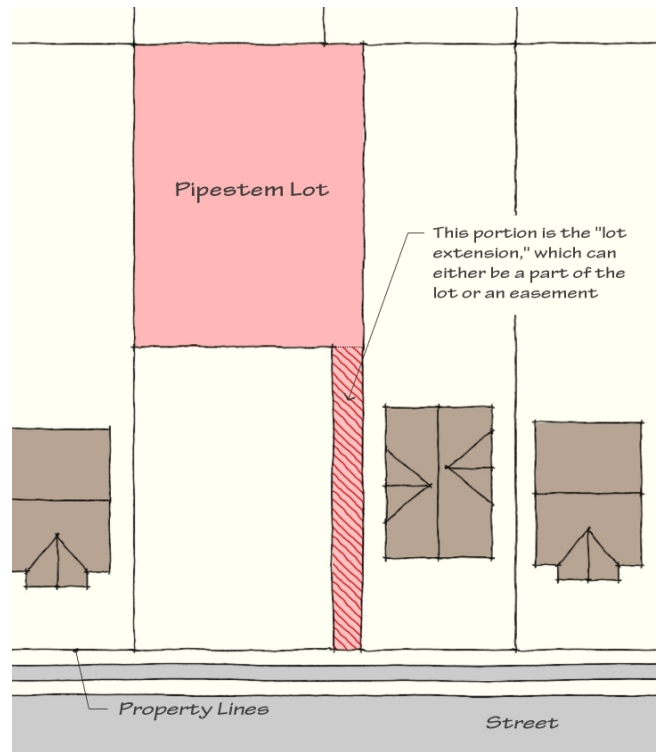 Pipestem Lot
This portion is the "lot
extension," which can
either be a part of the
lot or an easement
Property Lines
Street